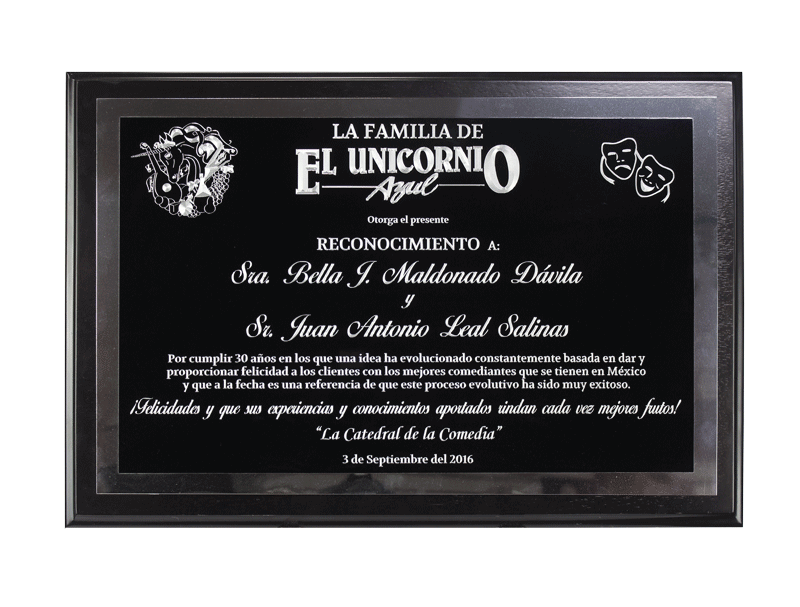 LA FAMILIA DE
EL UNICORNIO
Azul
Otorga el presente
RECONOCIMIENTO A:
Sra. Bella J. Maldonado Dávila
y
Sr. Juan Antonio Leal Salinas
Por cumplir 30 años en los que una idea ha evolucionado constantemente basada en dar y
proporcionar felicidad a los clientes con los mejores comediantes que se tienen en México
y que a la fecha es una referencia de que este proceso evolutivo ha sido muy exitoso.
¡Felicidades y que sus experiencias y conocimientos aportados rindan cada vez mejores frutos!
"La Catedral de la Comedia"
3 de Septiembre del 2016